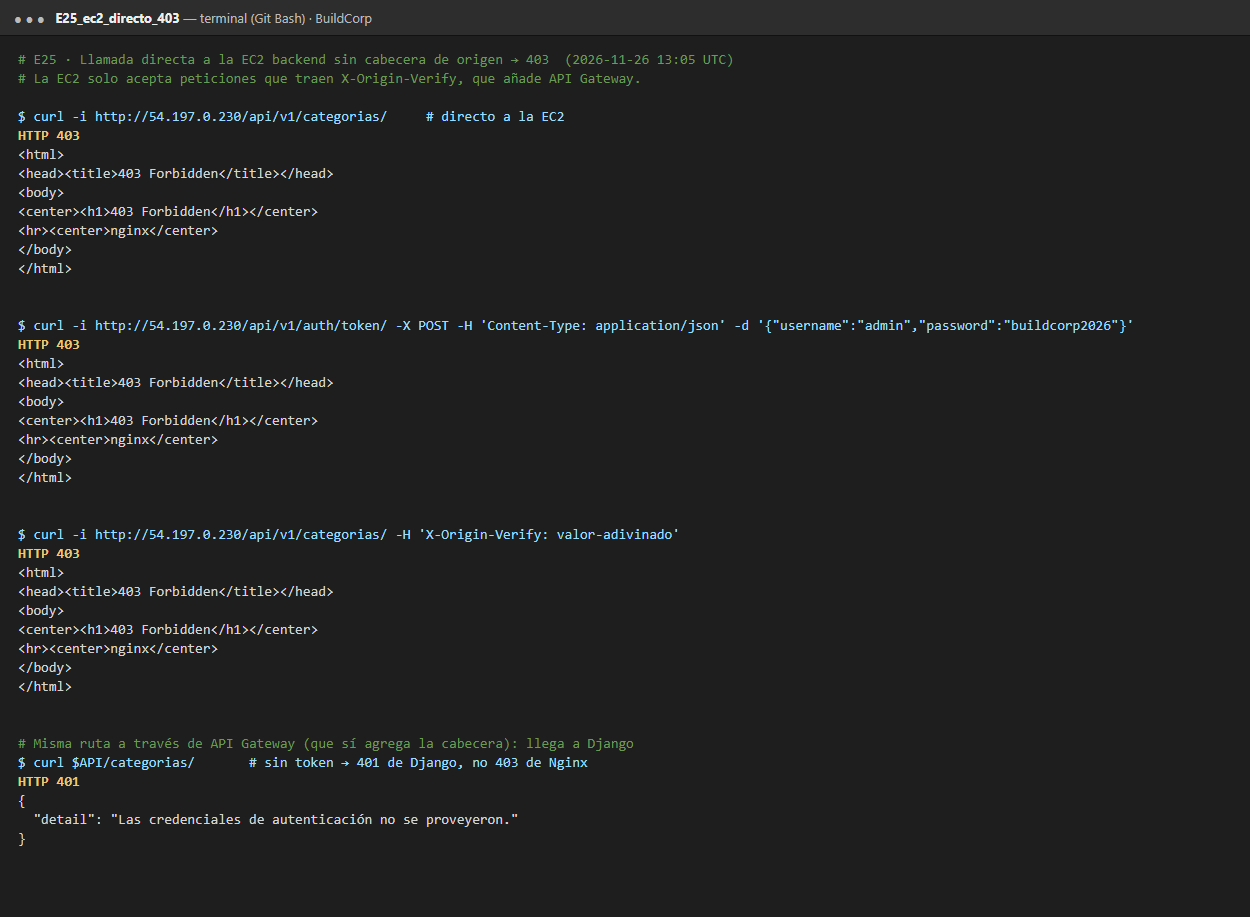 E25_ec2_directo_403 — terminal (Git Bash) · BuildCorp
# E25 · Llamada directa a la EC2 backend sin cabecera de origen → 403  (2026-11-26 13:05 UTC)
# La EC2 solo acepta peticiones que traen X-Origin-Verify, que añade API Gateway.
$ curl -i http://54.197.0.230/api/v1/categorias/     # directo a la EC2
HTTP 403
<html>
<head><title>403 Forbidden</title></head>
<body>
<center><h1>403 Forbidden</h1></center>
<hr><center>nginx</center>
</body>
</html>
$ curl -i http://54.197.0.230/api/v1/auth/token/ -X POST -H 'Content-Type: application/json' -d '{"username":"admin","password":"buildcorp2026"}'
HTTP 403
<html>
<head><title>403 Forbidden</title></head>
<body>
<center><h1>403 Forbidden</h1></center>
<hr><center>nginx</center>
</body>
</html>
$ curl -i http://54.197.0.230/api/v1/categorias/ -H 'X-Origin-Verify: valor-adivinado'
HTTP 403
<html>
<head><title>403 Forbidden</title></head>
<body>
<center><h1>403 Forbidden</h1></center>
<hr><center>nginx</center>
</body>
</html>
# Misma ruta a través de API Gateway (que sí agrega la cabecera): llega a Django
$ curl $API/categorias/       # sin token → 401 de Django, no 403 de Nginx
HTTP 401
{
  "detail": "Las credenciales de autenticación no se proveyeron."
}